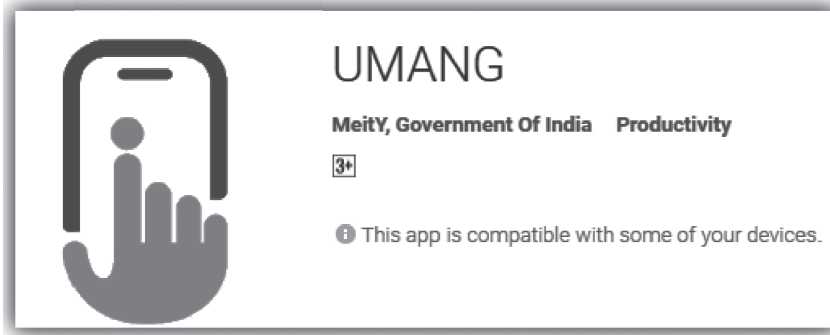 UMANG
MeitY, Government Of India Productivity
3+
This app is compatible with some of your devices.